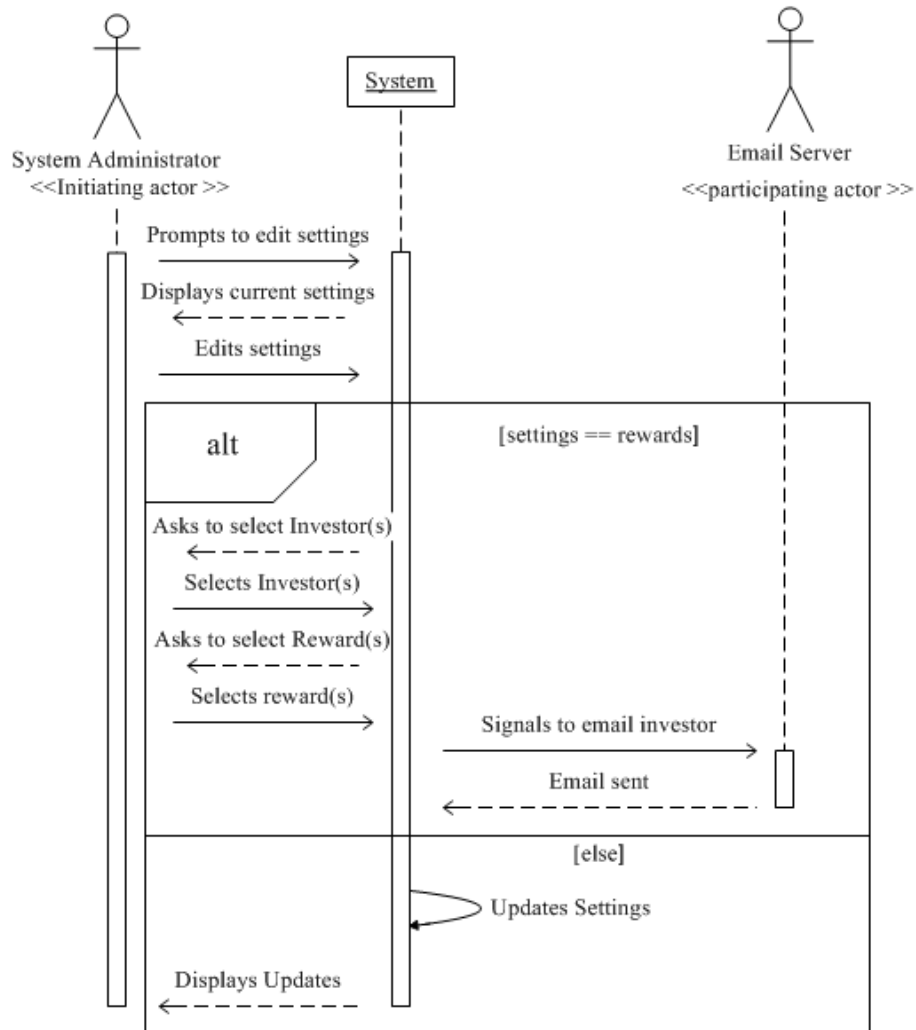 System
System Administrator
<<Initiating actor >>
Email Server
<<participating actor >>
Prompts to edit settings
Displays current settings
Edits settings
alt
[settings == rewards]
Asks to select Investor(s)
Selects Investor(s)
Asks to select Reward(s)
Selects reward(s)
Signals to email investor
Email sent
[else]
Updates Settings
Displays Updates